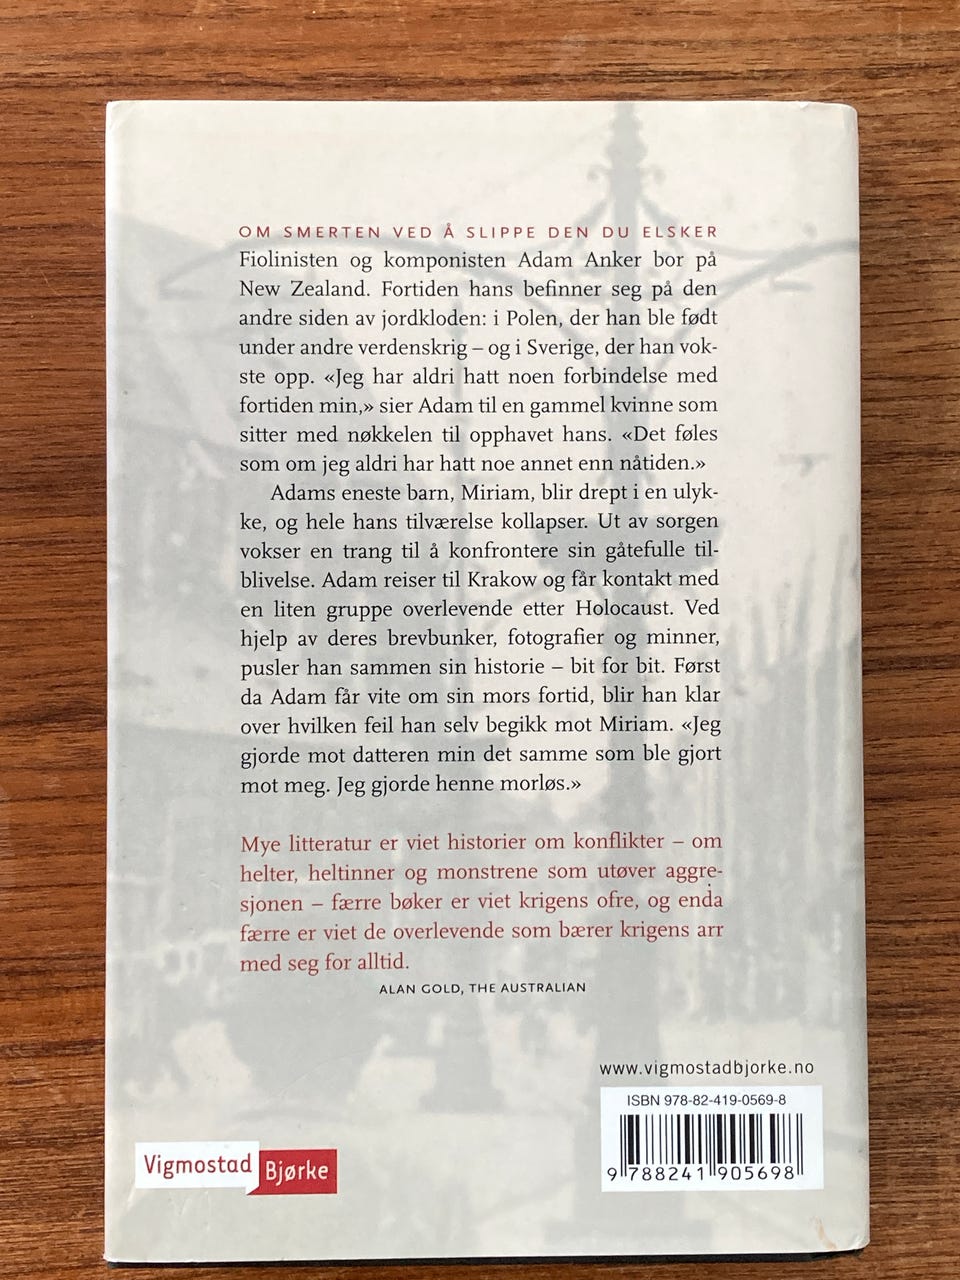 OM SMERTEN VED Å SLIPPE DEN DU ELSKER
Fiolinisten og komponisten Adam Anker bor på
New Zealand. Fortiden hans befinner seg på den
andre siden av jordkloden: i Polen, der han ble født
under andre verdenskrig – og i Sverige, der han vok-
ste opp. «Jeg har aldri hatt noen forbindelse med
fortiden min,» sier Adam til en gammel kvinne som
sitter med nøkkelen til opphavet hans. «Det føles
som om jeg aldri har hatt noe annet enn nåtiden.»
Adams eneste barn, Miriam, blir drept i en ulyk-
ke, og hele hans tilværelse kollapser. Ut av sorgen
vokser en trang til å konfrontere sin gåtefulle til-
blivelse. Adam reiser til Krakow og får kontakt med
en liten gruppe overlevende etter Holocaust. Ved
hjelp av deres brevbunker, fotografier og minner,
pusler han sammen sin historie – bit for bit. Først
da Adam får vite om sin mors fortid, blir han klar
over hvilken feil han selv begikk mot Miriam. «Jeg
gjorde mot datteren min det samme som ble gjort
mot meg. Jeg gjorde henne morløs.»
Mye litteratur er viet historier om konflikter – om
helter, heltinner og monstrene som utøver aggre-
sjonen – færre bøker er viet krigens ofre, og enda
færre er viet de overlevende som bærer krigens arr
med seg for alltid.
ALAN GOLD, THE AUSTRALIAN
www.vigmostadbjorke.no
ISBN 978-82-419-0569-8
9 788241 905698
Vigmostad Bjørke